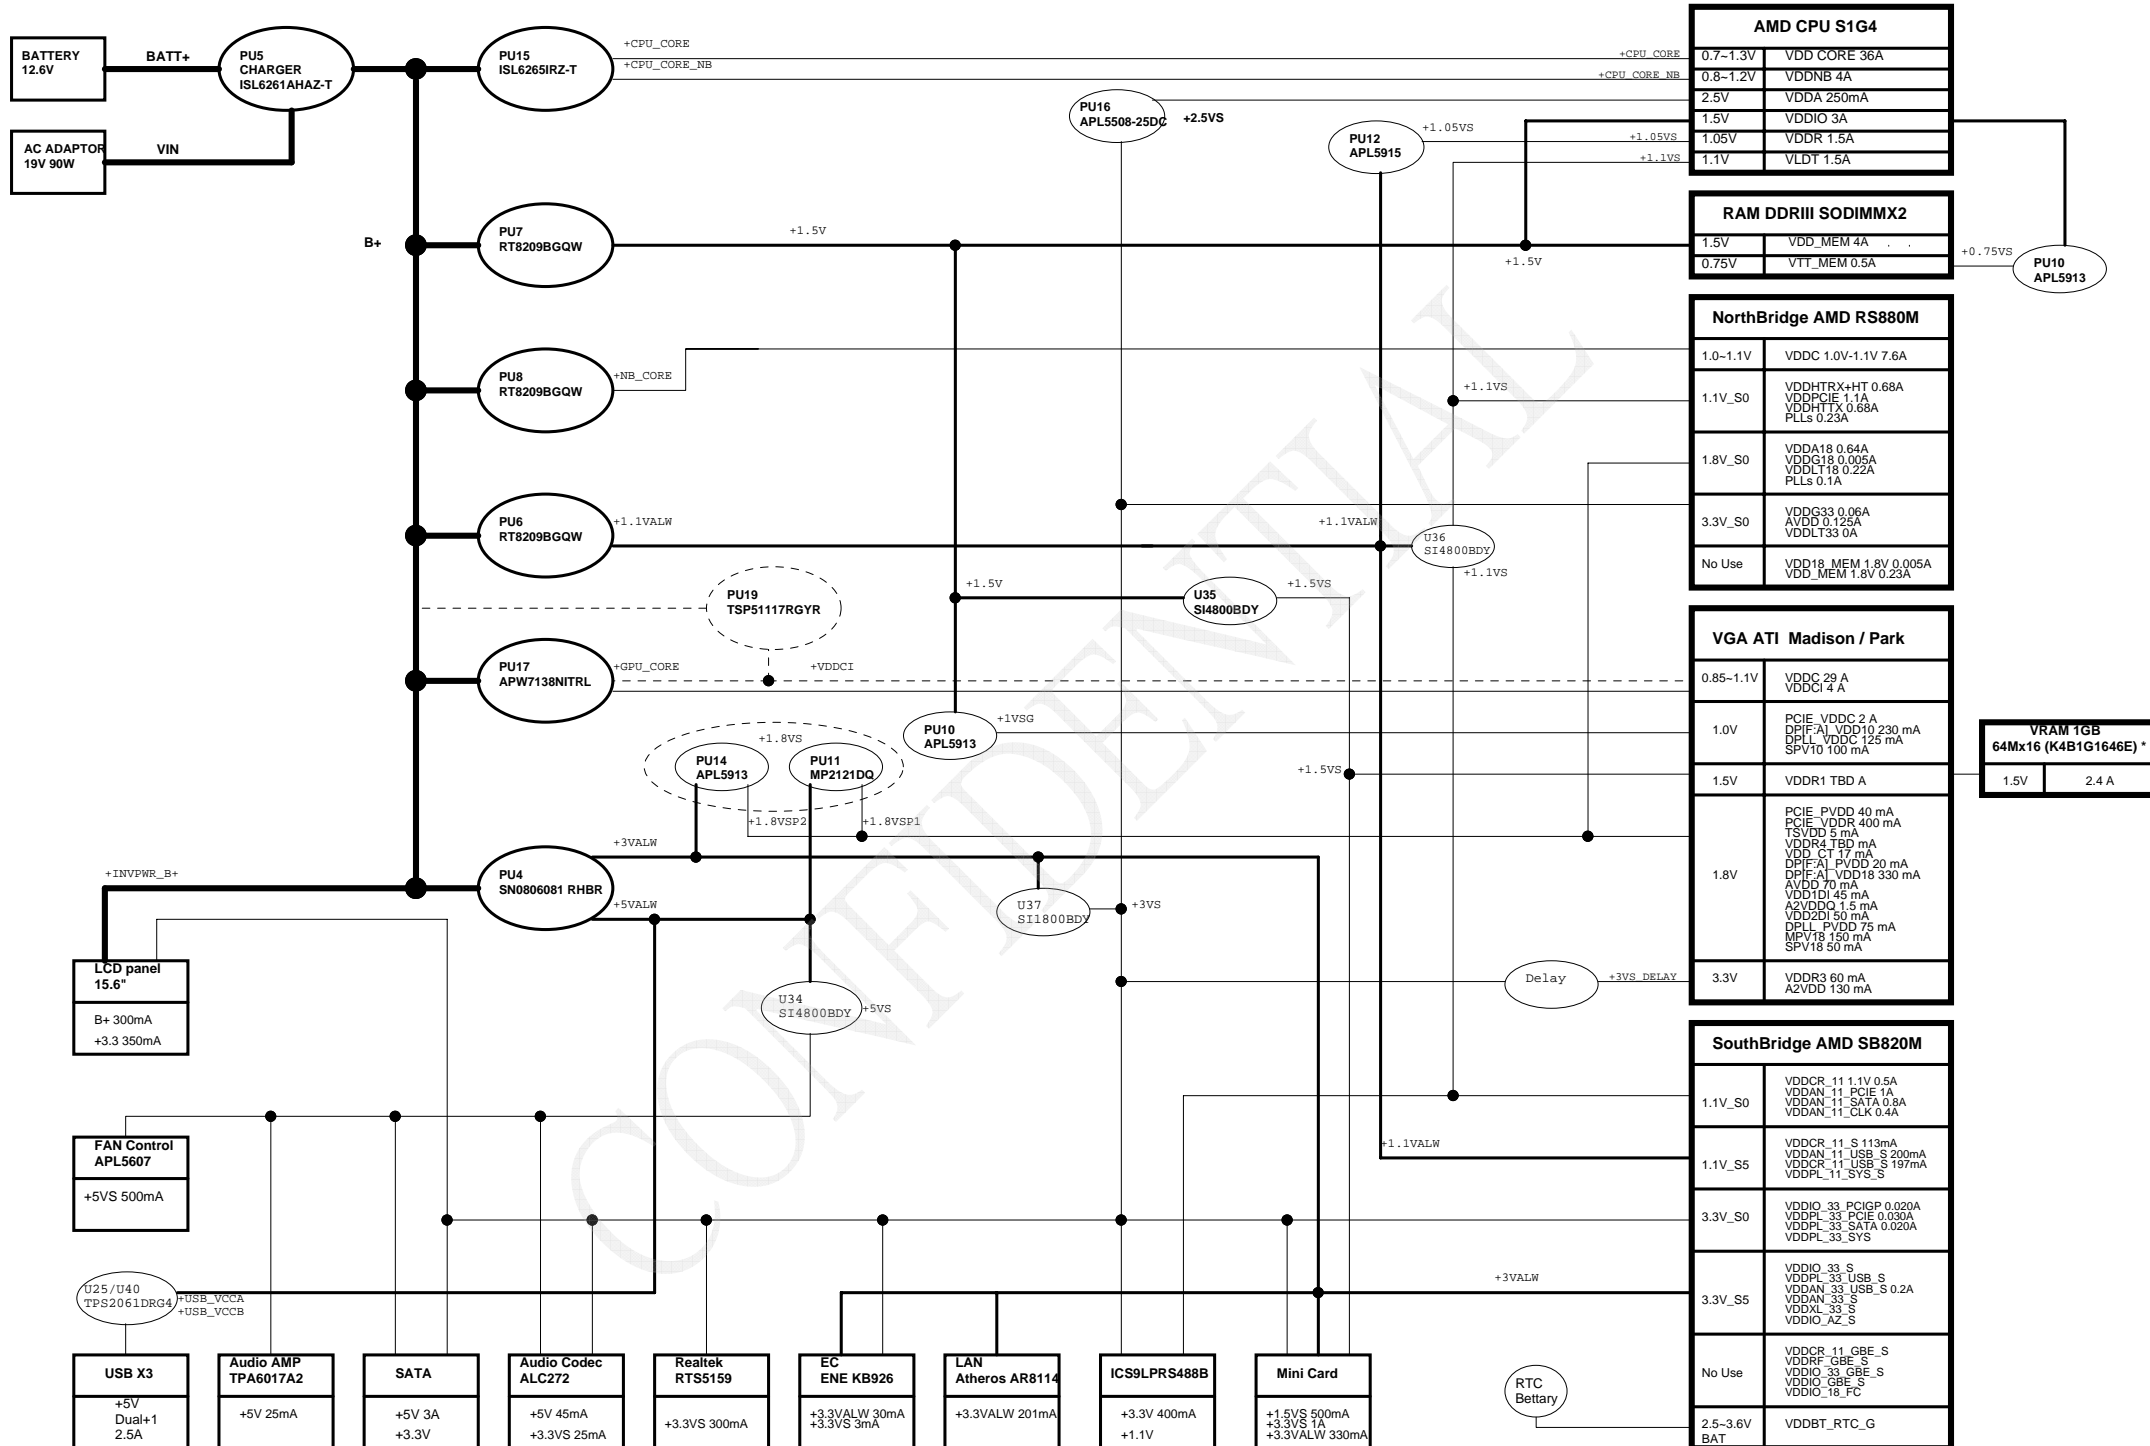 BATTERY
12.6V
BATT+
PU5
CHARGER
ISL6261AHAZ-T
AC ADAPTOR
19V 90W
VIN
B+
PU15
ISL6265IRZ-T
+CPU_CORE
+CPU_CORE_NB
+CPU_CORE
+CPU_CORE_NB
PU16
APL5508-25DC
+2.5VS
PU12
APL5915
+1.05VS
+1.05VS
+1.1VS
AMD CPU S1G4
0.7~1.3V VDD CORE 36A
0.8~1.2V VDDNB 4A
2.5V VDDA 250mA
1.5V VDDIO 3A
1.05V VDDR 1.5A
1.1V VLDT 1.5A
PU7
RT8209BGQW
+1.5V
+1.5V
RAM DDRIII SODIMMX2
1.5V VDD_MEM 4A . .
0.75V VTT_MEM 0.5A
+0.75VS
PU10
APL5913
PU8
RT8209BGQW
+NB_CORE
NorthBridge AMD RS880M
1.0~1.1V VDDC 1.0V-1.1V 7.6A
+1.1VS
1.1V_S0
VDDHTRX+HT 0.68A
VDDPCIE 1.1A
VDDHTTX 0.68A
PLLs 0.23A
1.8V_S0
VDDA18 0.64A
VDDG18 0.005A
VDDLT18 0.22A
PLLs 0.1A
3.3V_S0
VDDG33 0.06A
AVDD 0.125A
VDDLT33 0A
No Use
VDD18_MEM 1.8V 0.005A
VDD_MEM 1.8V 0.23A
PU6
RT8209BGQW
+1.1VALW
+1.1VALW
U36
SI4800BDY
+1.1VS
PU19
TSP51117RGYR
+1.5V
U35
SI4800BDY
+1.5VS
PU17
APW7138NITRL
+GPU_CORE
+VDDCI
PU10
APL5913
+1VSG
+1.8VS
PU14
APL5913
PU11
MP2121DQ
+1.8VSP2
+1.8VSP1
+1.5VS
VGA ATI Madison / Park
0.85~1.1V
VDDC 29 A
VDDCI 4 A
1.0V
PCIE_VDDC 2 A
DP[F:A]_VDD10 230 mA
DPLL_VDDC 125 mA
SPV10 100 mA
1.5V VDDR1 TBD A
1.8V
PCIE_PVDD 40 mA
PCIE_VDDR 400 mA
TSVDD 5 mA
VDDR4 TBD mA
VDD_CT 17 mA
DP[F:A]_PVDD 20 mA
DP[F:A]_VDD18 330 mA
AVDD 70 mA
VDD1DI 45 mA
A2VDDQ 1.5 mA
VDD2DI 50 mA
DPLL_PVDD 75 mA
MPV18 150 mA
SPV18 50 mA
3.3V
VDDR3 60 mA
A2VDD 130 mA
VRAM 1GB
64Mx16 (K4B1G1646E) *
1.5V 2.4 A
PU4
SN0806081 RHBR
+3VALW
+5VALW
+INVPWR_B+
U37
SI1800BDY
+3VS
Delay
+3VS_DELAY
LCD panel
15.6"
B+ 300mA
+3.3 350mA
U34
SI4800BDY
+5VS
FAN Control
APL5607
+5VS 500mA
SouthBridge AMD SB820M
1.1V_S0
VDDCR_11 1.1V 0.5A
VDDAN_11_PCIE 1A
VDDAN_11_SATA 0.8A
VDDAN_11_CLK 0.4A
+1.1VALW
1.1V_S5
VDDCR_11_S 113mA
VDDAN_11_USB_S 200mA
VDDCR_11_USB_S 197mA
VDDPL_11_SYS_S
3.3V_S0
VDDIO_33_PCIGP 0.020A
VDDPL_33_PCIE 0.030A
VDDPL_33_SATA 0.020A
VDDPL_33_SYS
+3VALW
3.3V_S5
VDDIO_33_S
VDDPL_33_USB_S
VDDAN_33_USB_S 0.2A
VDDAN_33_S
VDDXL_33_S
VDDIO_AZ_S
No Use
VDDCR_11_GBE_S
VDDRF_GBE_S
VDDIO_33_GBE_S
VDDIO_GBE_S
VDDIO_18_FC
2.5~3.6V
BAT
VDDBT_RTC_G
RTC
Bettary
U25/U40
TPS2061DRG4
+USB_VCCA
+USB_VCCB
USB X3
+5V
Dual+1
2.5A
Audio AMP
TPA6017A2
+5V 25mA
SATA
+5V 3A
+3.3V
Audio Codec
ALC272
+5V 45mA
+3.3VS 25mA
Realtek
RTS5159
+3.3VS 300mA
EC
ENE KB926
+3.3VALW 30mA
+3.3VS 3mA
LAN
Atheros AR8114
+3.3VALW 201mA
ICS9LPRS488B
+3.3V 400mA
+1.1V
Mini Card
+1.5VS 500mA
+3.3VS 1A
+3.3VALW 330mA
CONFIDENTIAL